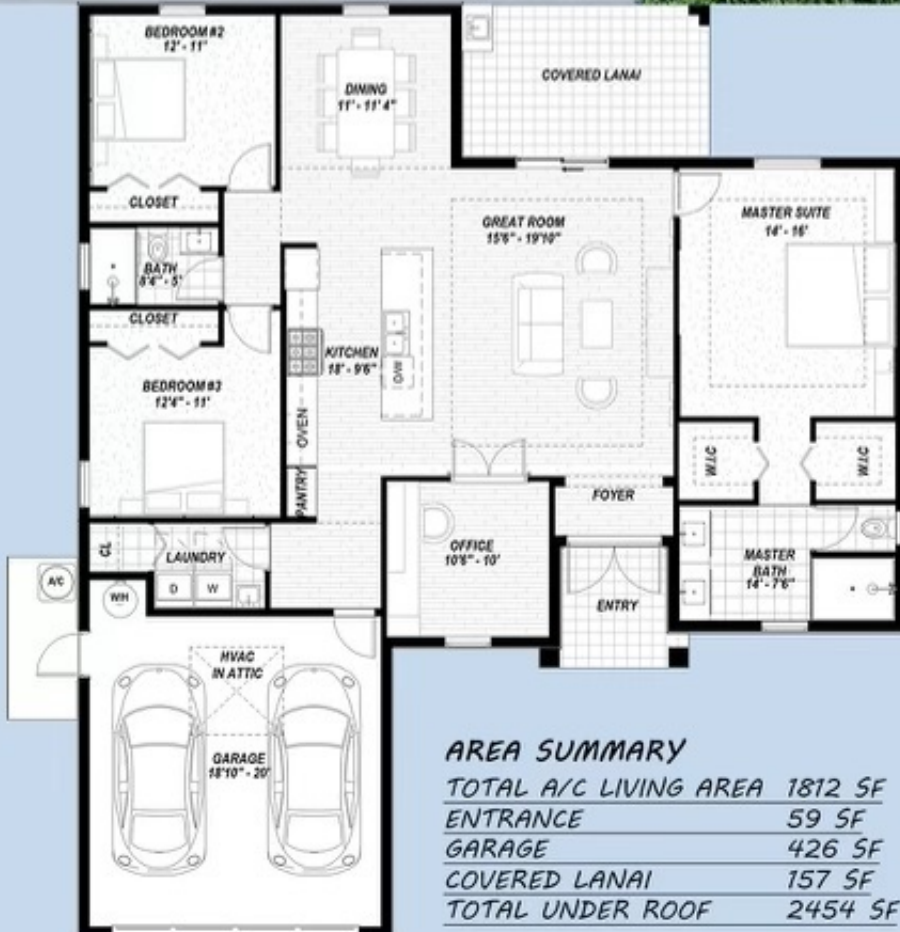 BEDROOM #2
12' - 11'
DINING
11' - 11' 4"
COVERED LANAI
CLOSET
GREAT ROOM
15'6" - 19'10"
MASTER SUITE
14' - 16'
BATH
8'4" - 5'
CLOSET
KITCHEN
18' - 9'6"
D/W
BEDROOM #3
12'4" - 11'
OVEN
PANTRY
W.I.C
W.I.C
FOYER
CL
LAUNDRY
D
W
OFFICE
10'6" - 10'
MASTER
BATH
14' - 7'6"
A/C
WH
ENTRY
HVAC
IN ATTIC
GARAGE
18'10" - 20'
AREA SUMMARY
TOTAL A/C LIVING AREA 1812 SF
ENTRANCE 59 SF
GARAGE 426 SF
COVERED LANAI 157 SF
TOTAL UNDER ROOF 2454 SF